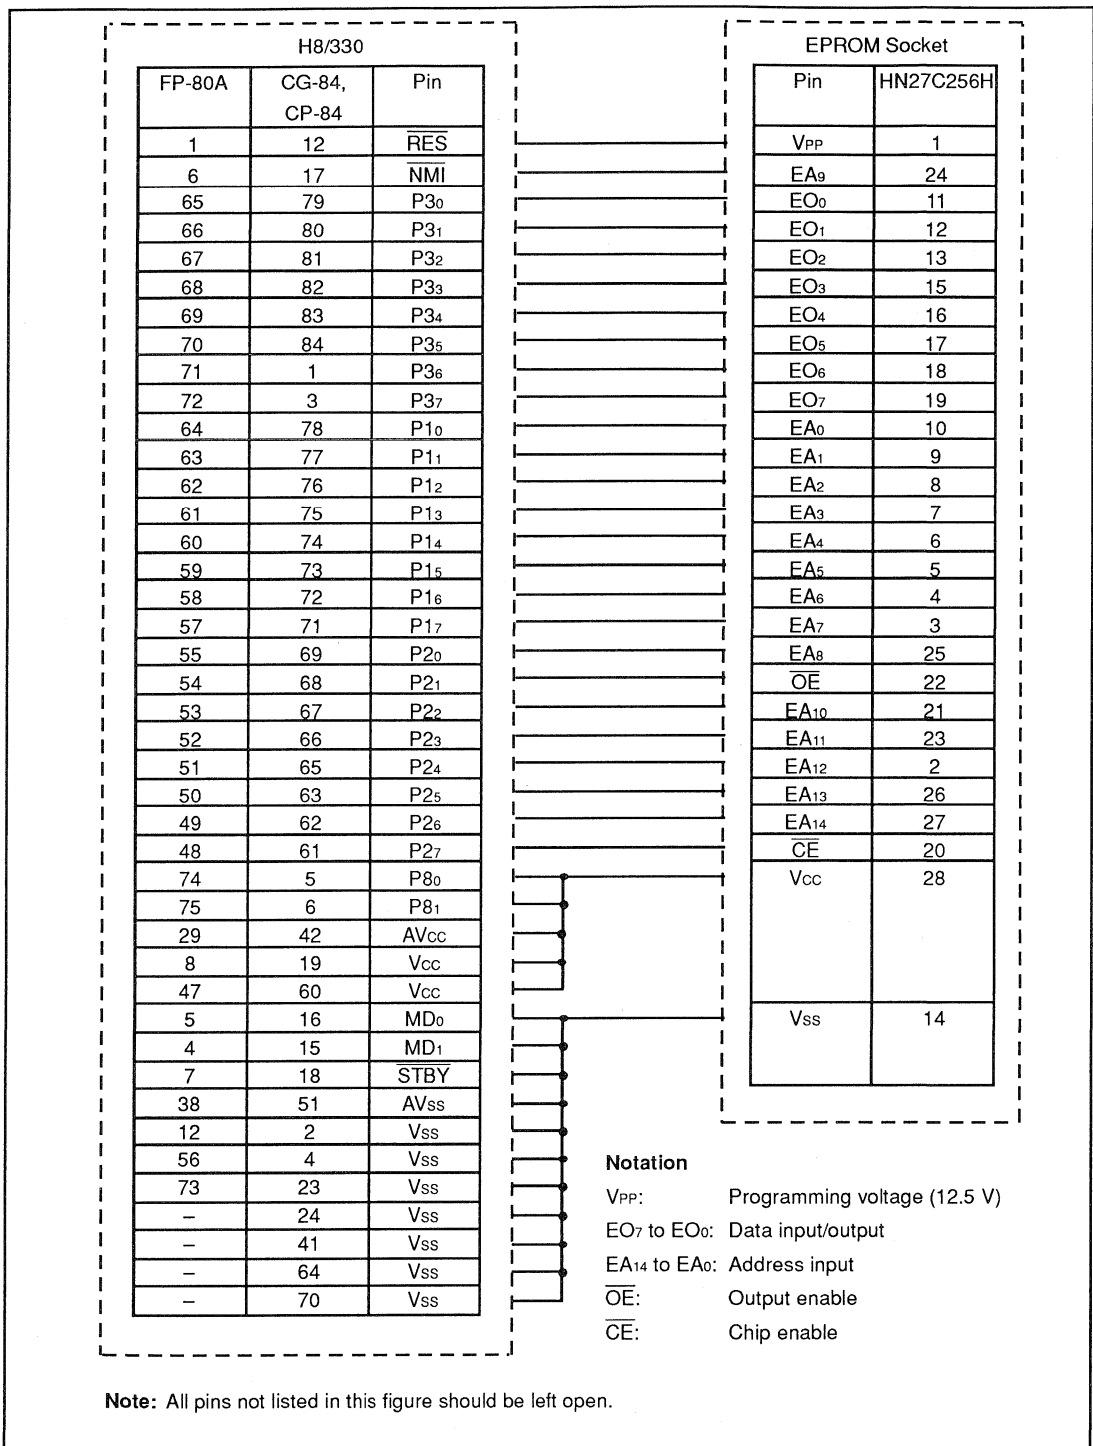 H8/330 EPROM Socket
FP-80A CG-84, Pin Pin HN27C256H
CP-84
1 12 RES VPP 1
6 17 NMI EA9 24
65 79 P30 EO0 11
66 80 P31 EO1 12
67 81 P32 EO2 13
68 82 P33 EO3 15
69 83 P34 EO4 16
70 84 P35 EO5 17
71 1 P36 EO6 18
72 3 P37 EO7 19
64 78 P10 EA0 10
63 77 P11 EA1 9
62 76 P12 EA2 8
61 75 P13 EA3 7
60 74 P14 EA4 6
59 73 P15 EA5 5
58 72 P16 EA6 4
57 71 P17 EA7 3
55 69 P20 EA8 25
54 68 P21 OE 22
53 67 P22 EA10 21
52 66 P23 EA11 23
51 65 P24 EA12 2
50 63 P25 EA13 26
49 62 P26 EA14 27
48 61 P27 CE 20
74 5 P80 VCC 28
75 6 P81
29 42 AVCC
8 19 VCC
47 60 VCC
5 16 MD0 VSS 14
4 15 MD1
7 18 STBY
38 51 AVSS
12 2 VSS
56 4 VSS
73 23 VSS
– 24 VSS
– 41 VSS
– 64 VSS
– 70 VSS
Notation
VPP: Programming voltage (12.5 V)
EO7 to EO0: Data input/output
EA14 to EA0: Address input
OE: Output enable
CE: Chip enable
Note: All pins not listed in this figure should be left open.